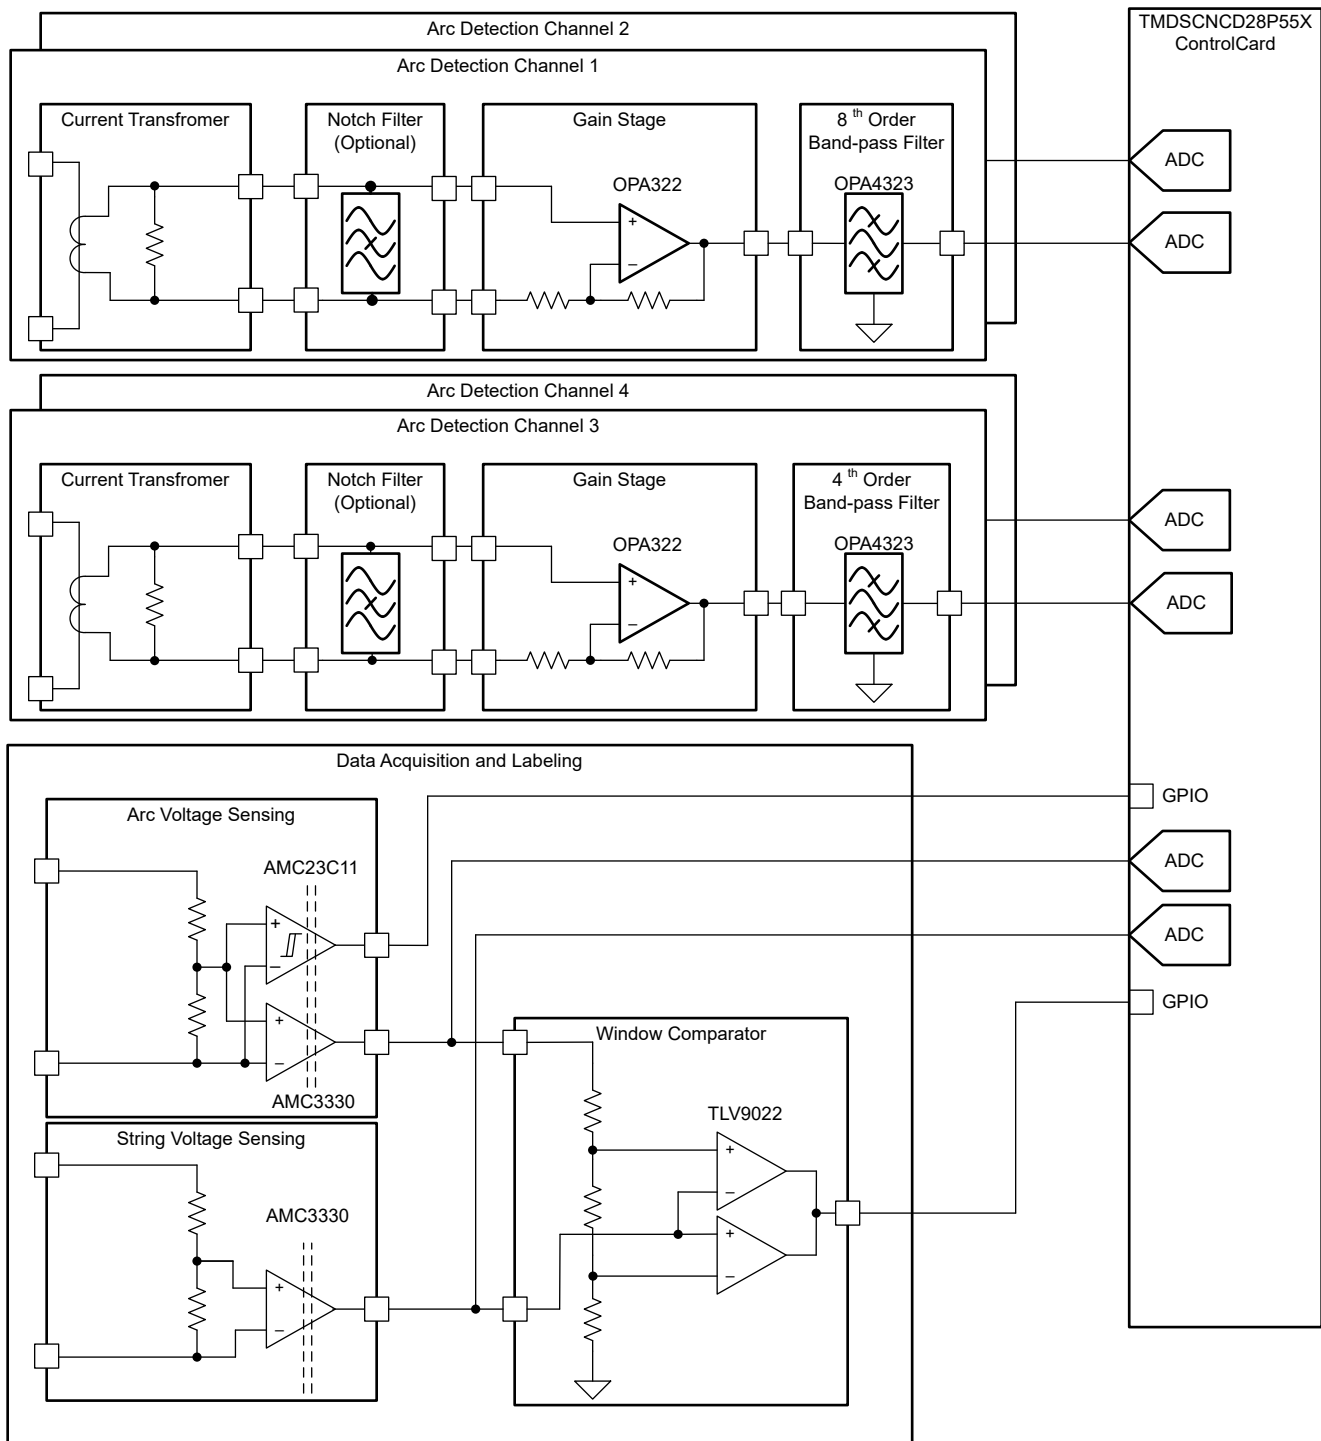 Arc Detection Channel 2
Arc Detection Channel 1
Current Transfromer
Notch Filter
(Optional)
Gain Stage
OPA322
+
–
8 th Order
Band-pass Filter
OPA4323
Arc Detection Channel 4
Arc Detection Channel 3
Current Transfromer
Notch Filter
(Optional)
Gain Stage
OPA322
+
–
4 th Order
Band-pass Filter
OPA4323
Data Acquisition and Labeling
Arc Voltage Sensing
AMC23C11
+
–
+
–
AMC3330
String Voltage Sensing
AMC3330
+
–
Window Comparator
TLV9022
+
–
+
–
TMDSCNCD28P55X
ControlCard
ADC
ADC
ADC
ADC
GPIO
ADC
ADC
GPIO